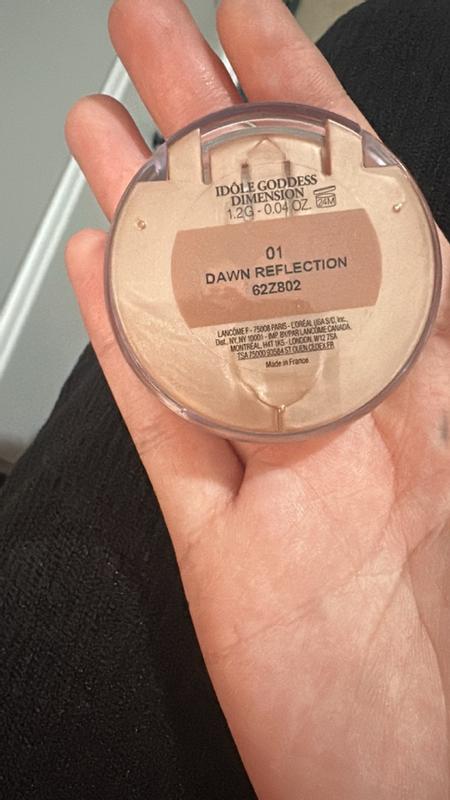 IDÔLE GODDESS
DIMENSION
1.2G - 0.04 OZ. 24M
01
DAWN REFLECTION
62Z802
LANCÔME F - 75008 PARIS - L'ORÉAL USA S/D, Inc.,
Dist. NY, NY 10001 - IMP. BY/PAR LANCÔME CANADA,
MONTRÉAL, H4T 1K5 - LONDON, W12 7SA
TSA 75000 93584 ST OUEN CEDEX FR
Made in France